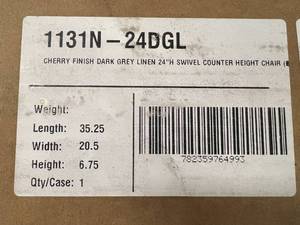 1131N-24DGL
CHERRY FINISH DARK GREY LINEN 24"H SWIVEL COUNTER HEIGHT CHAIR (
Weight:
Length: 35.25
Width: 20.5
Height: 6.75
Qty/Case: 1
782359764993